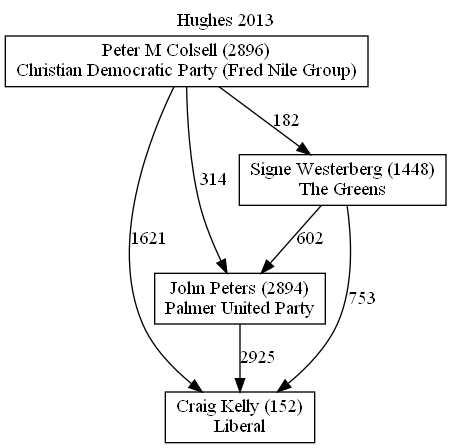 Hughes 2013
Peter M Colsell (2896)
Christian Democratic Party (Fred Nile Group)
182
Signe Westerberg (1448)
The Greens
314
1621
602
John Peters (2894)
Palmer United Party
753
2925
Craig Kelly (152)
Liberal